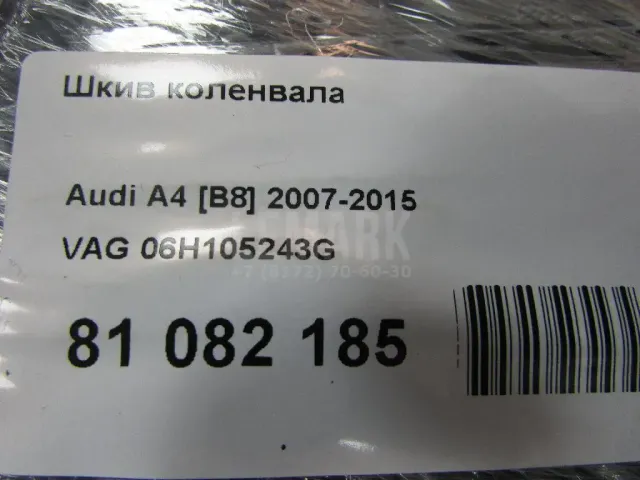 Шкив коленвала
Audi A4 [B8] 2007-2015
VAG 06H105243G
81 082 185